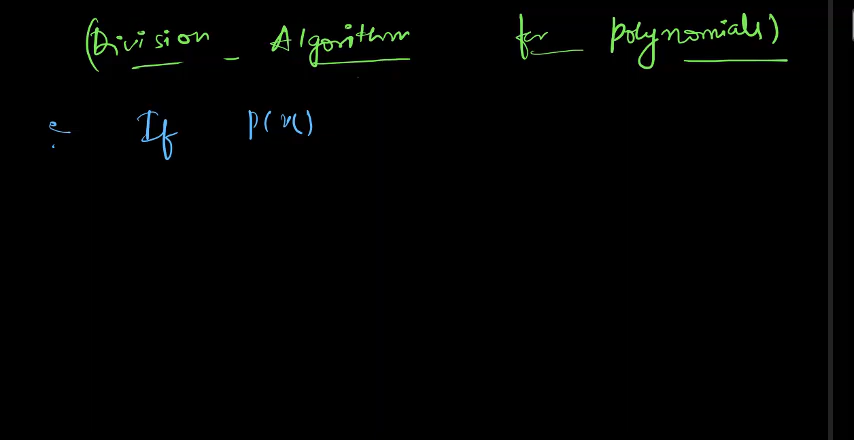 (Division - Algorithm for Polynomials)
÷ If P(x)